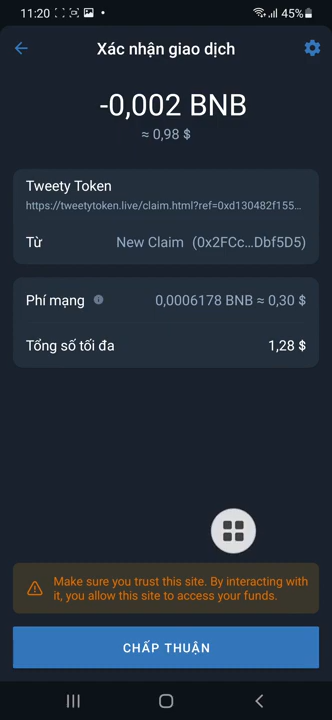 11:20
45%
Xác nhận giao dịch
-0,002 BNB
≈ 0,98 $
Tweety Token
https://tweetytoken.live/claim.html?ref=0xd130482f155...
Từ New Claim (0x2FCc...Dbf5D5)
Phí mạng 0,0006178 BNB ≈ 0,30 $
Tổng số tối đa 1,28 $
Make sure you trust this site. By interacting with
it, you allow this site to access your funds.
CHẤP THUẬN